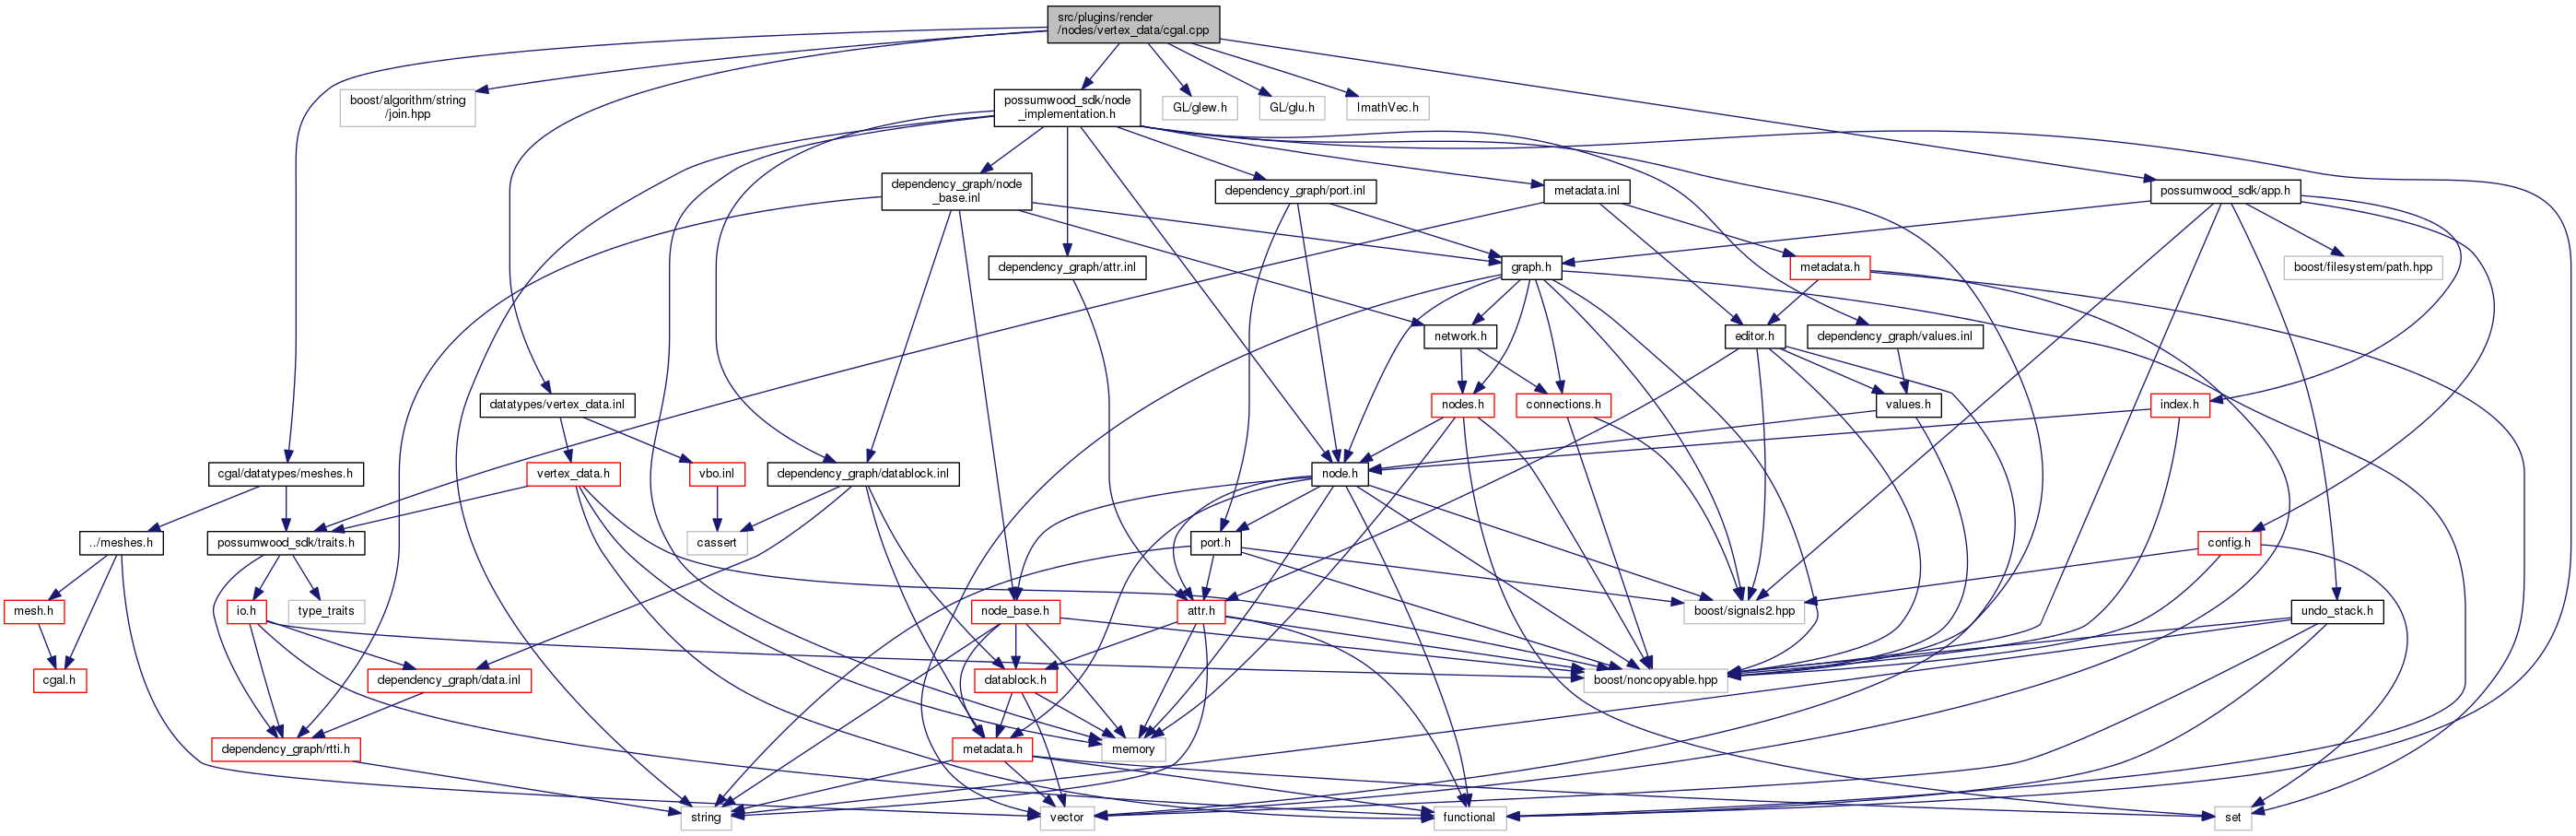 src/plugins/render
/nodes/vertex_data/cgal.cpp
boost/algorithm/string
/join.hpp
possumwood_sdk/node
_implementation.h
GL/glew.h
GL/glu.h
ImathVec.h
dependency_graph/node
_base.inl
dependency_graph/port.inl
metadata.inl
possumwood_sdk/app.h
dependency_graph/attr.inl
graph.h
metadata.h
boost/filesystem/path.hpp
network.h
editor.h
dependency_graph/values.inl
datatypes/vertex_data.inl
nodes.h
connections.h
values.h
index.h
cgal/datatypes/meshes.h
vertex_data.h
vbo.inl
dependency_graph/datablock.inl
node.h
../meshes.h
possumwood_sdk/traits.h
cassert
port.h
config.h
mesh.h
io.h
type_traits
node_base.h
attr.h
boost/signals2.hpp
undo_stack.h
cgal.h
dependency_graph/data.inl
datablock.h
boost/noncopyable.hpp
dependency_graph/rtti.h
metadata.h
memory
string
vector
functional
set